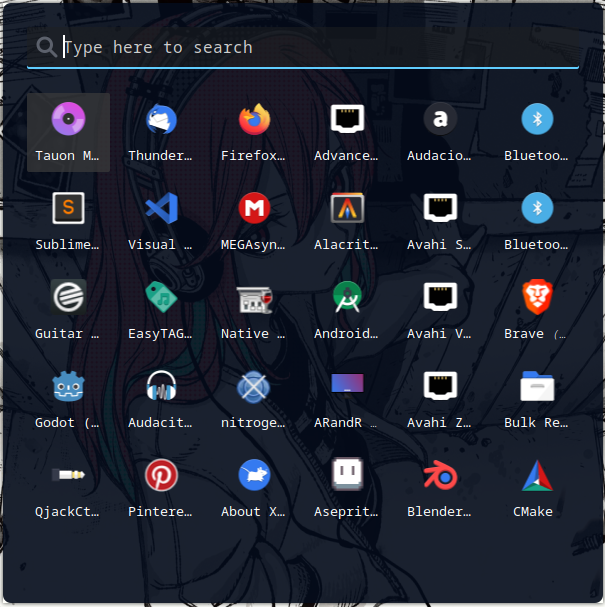 Type here to search
Tauon M… Thunder… Firefox… Advance… Audacio… Bluetoo…
Sublime… Visual … MEGAsyn… Alacrit… Avahi S… Bluetoo…
Guitar … EasyTAG… Native … Android… Avahi V… Brave (…
Godot (… Audacit… nitroge… ARandR … Avahi Z… Bulk Re…
QjackCt… Pintere… About X… Aseprit… Blender… CMake